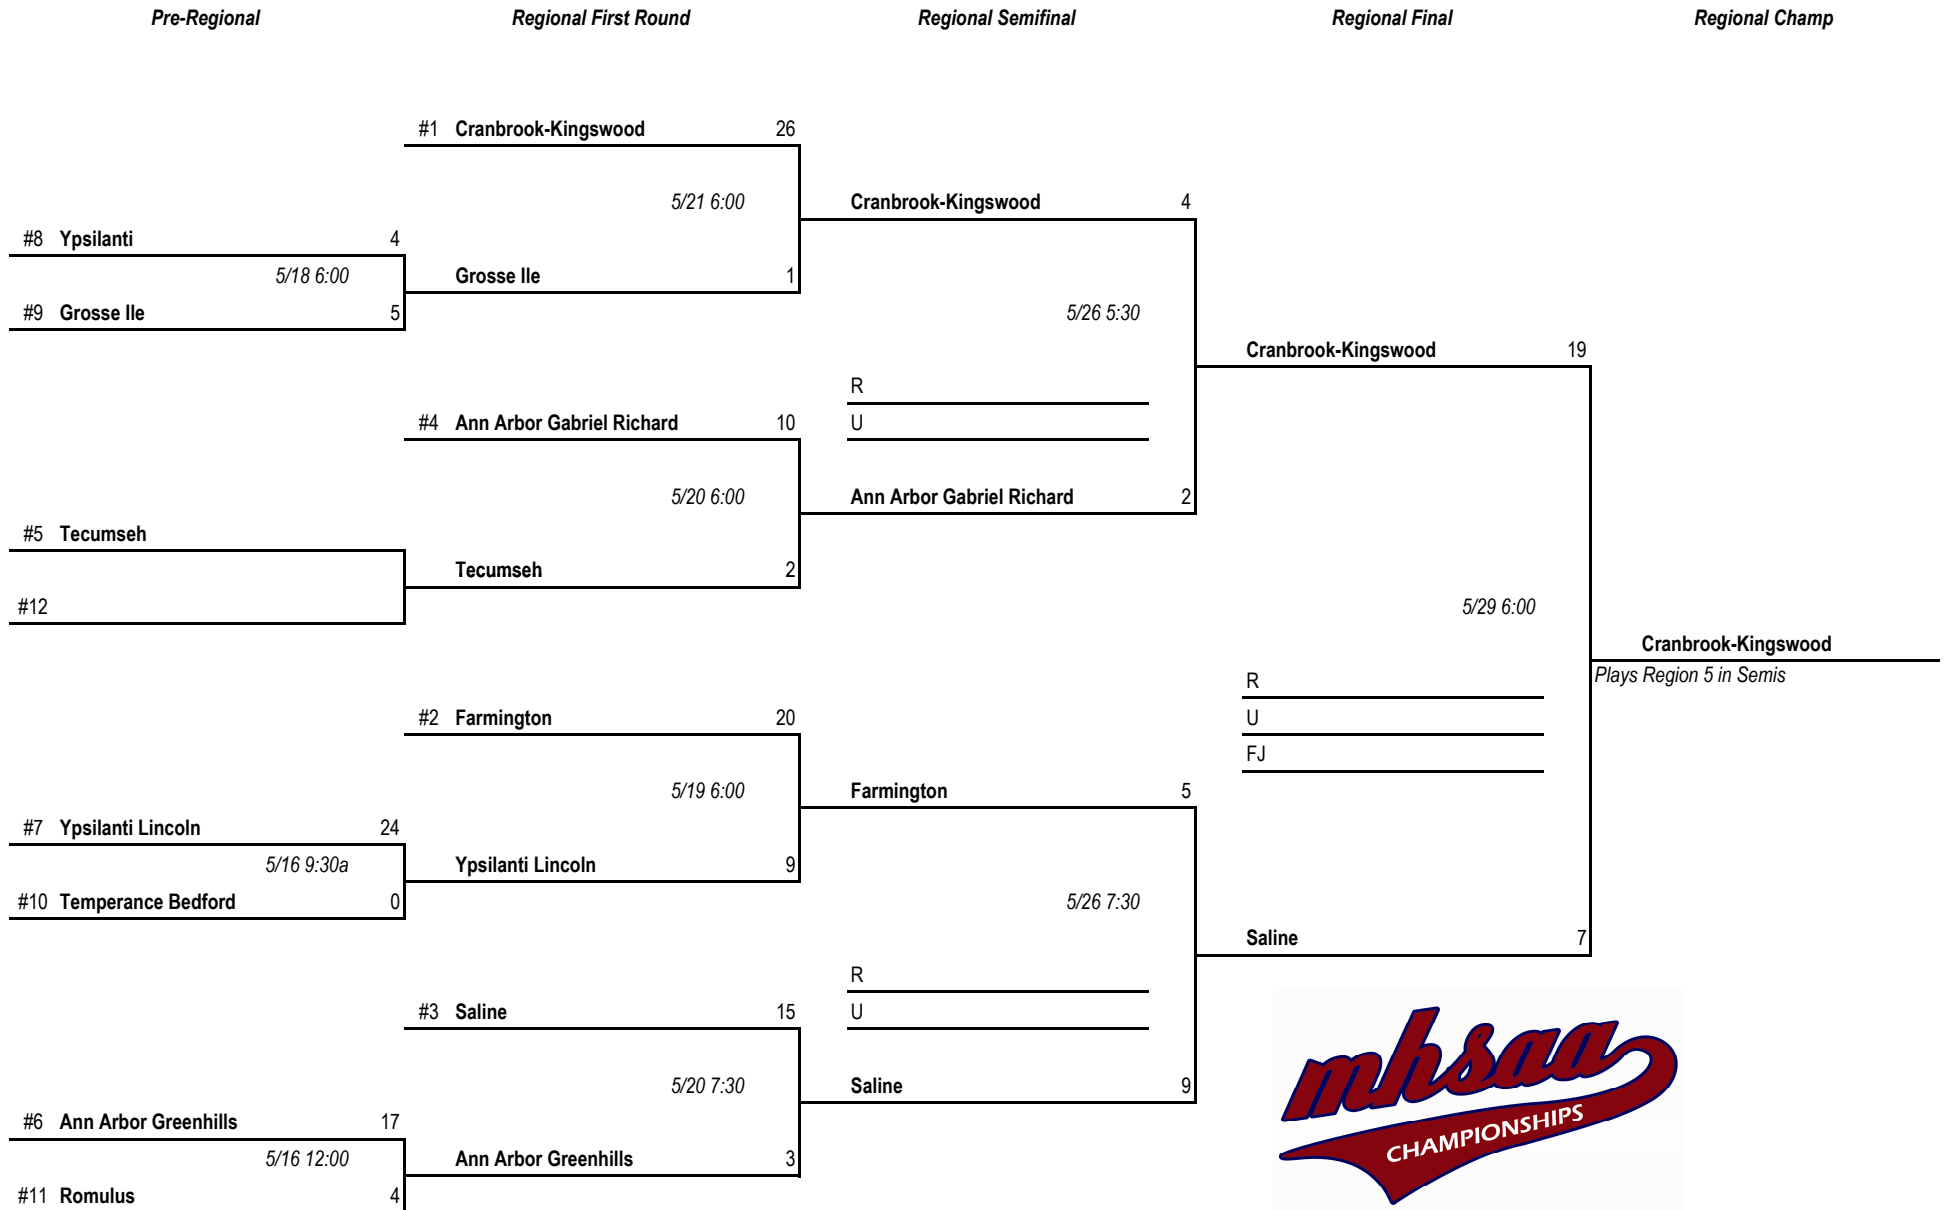 Pre-Regional Regional First Round Regional Semifinal Regional Final Regional Champ
#1 Cranbrook-Kingswood 26
5/21 6:00 Cranbrook-Kingswood 4
#8 Ypsilanti 4
5/18 6:00 Grosse Ile 1
#9 Grosse Ile 5 5/26 5:30
Cranbrook-Kingswood 19
R
#4 Ann Arbor Gabriel Richard 10 U
5/20 6:00 Ann Arbor Gabriel Richard 2
#5 Tecumseh
Tecumseh 2
#12 5/29 6:00
Cranbrook-Kingswood
Plays Region 5 in Semis
R
#2 Farmington 20 U
FJ
5/19 6:00 Farmington 5
#7 Ypsilanti Lincoln 24
5/16 9:30a Ypsilanti Lincoln 9
#10 Temperance Bedford 0 5/26 7:30
Saline 7
R
#3 Saline 15 U
5/20 7:30 Saline 9
mhsaa
CHAMPIONSHIPS
#6 Ann Arbor Greenhills 17
5/16 12:00 Ann Arbor Greenhills 3
#11 Romulus 4